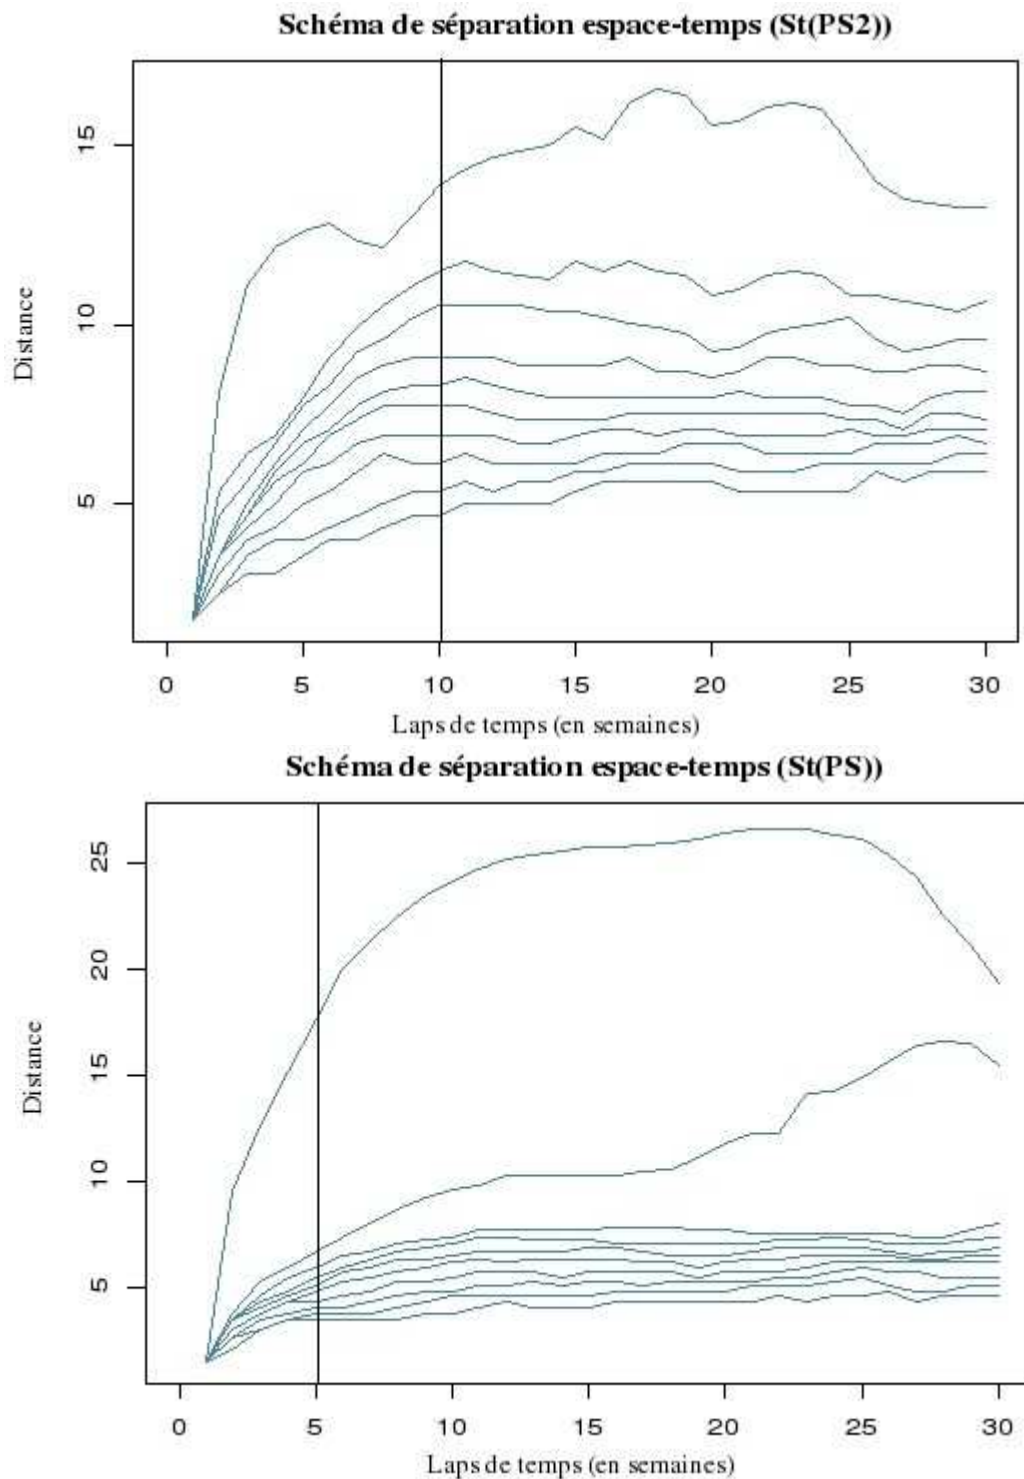 Schéma de séparation espace-temps (St(PS2))
15
10
5
Distance
0 5 10 15 20 25 30
Laps de temps (en semaines)
Schéma de séparation espace-temps (St(PS))
25
20
15
10
5
Distance
0 5 10 15 20 25 30
Laps de temps (en semaines)